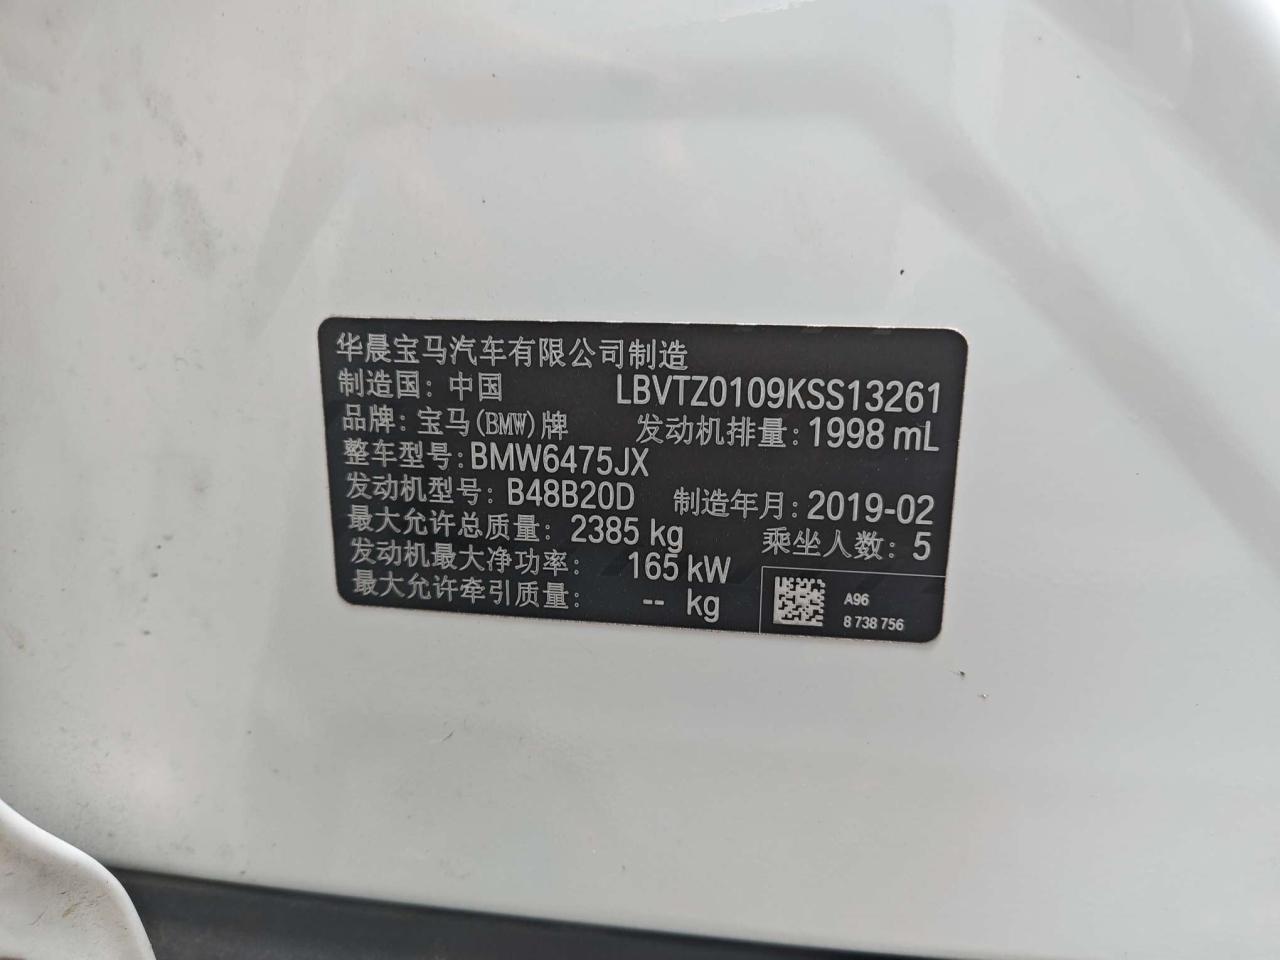 华晨宝马汽车有限公司制造
制造国: 中国 LBVTZ0109KSS13261
品牌: 宝马(BMW)牌 发动机排量: 1998 mL
整车型号: BMW6475JX
发动机型号: B48B20D 制造年月: 2019-02
最大允许总质量: 2385 kg 乘坐人数: 5
发动机最大净功率: 165 kW
最大允许牵引质量: -- kg
A96
8 738 756